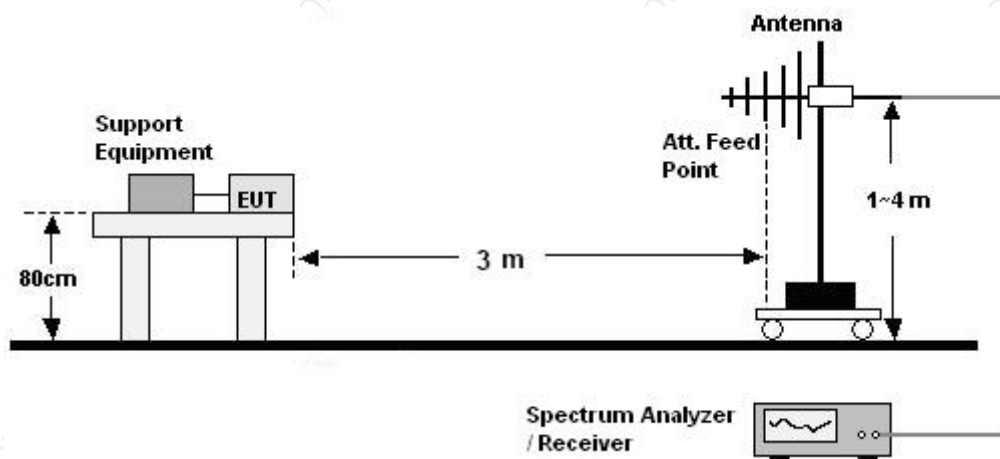 Antenna
Support
Equipment
Att. Feed
Point
EUT
1~4 m
3 m
80cm
Spectrum Analyzer
/ Receiver